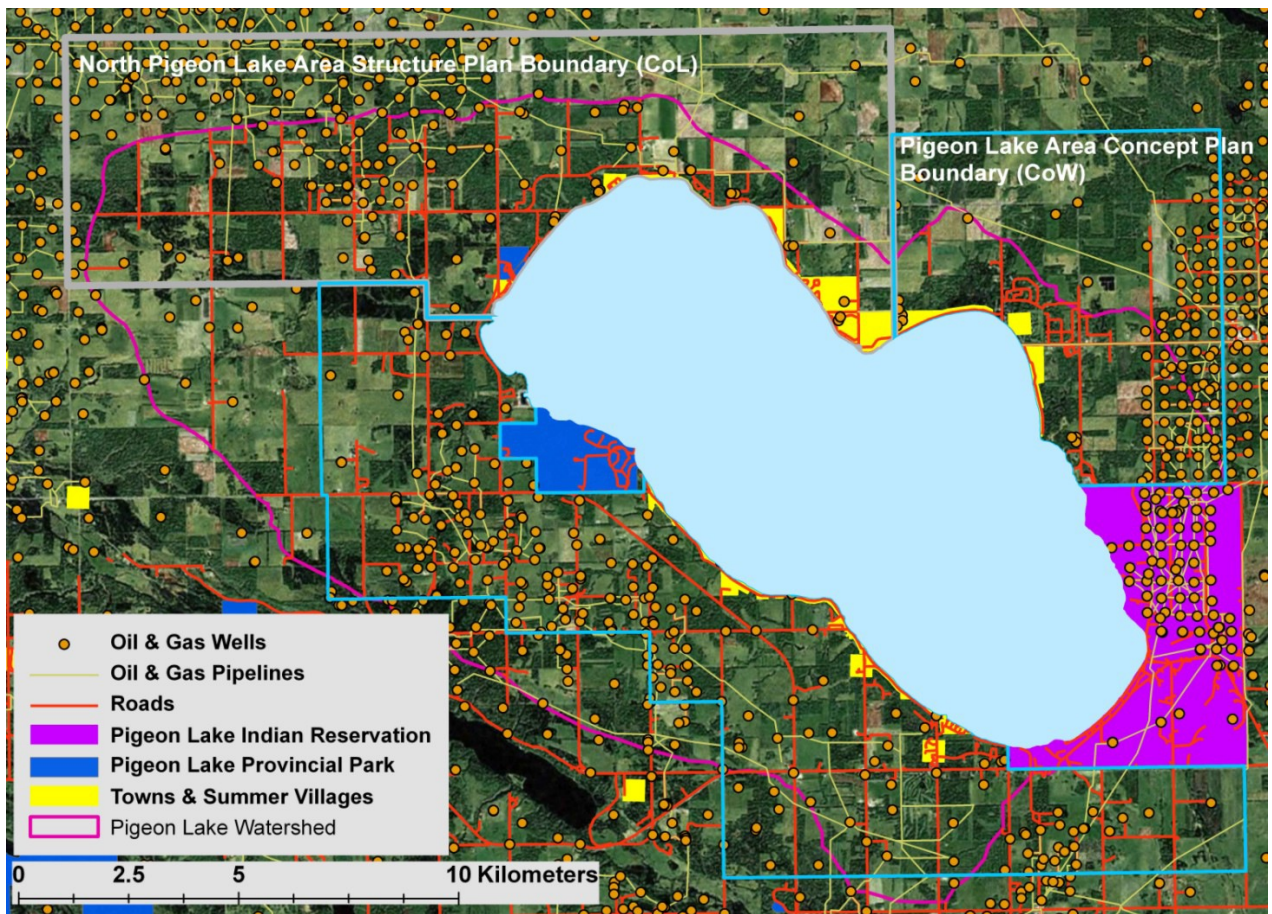 North Pigeon Lake Area Structure Plan Boundary (CoL)
Pigeon Lake Area Concept Plan
Boundary (CoW)
Oil & Gas Wells
Oil & Gas Pipelines
Roads
Pigeon Lake Indian Reservation
Pigeon Lake Provincial Park
Towns & Summer Villages
Pigeon Lake Watershed
0 2.5 5 10 Kilometers